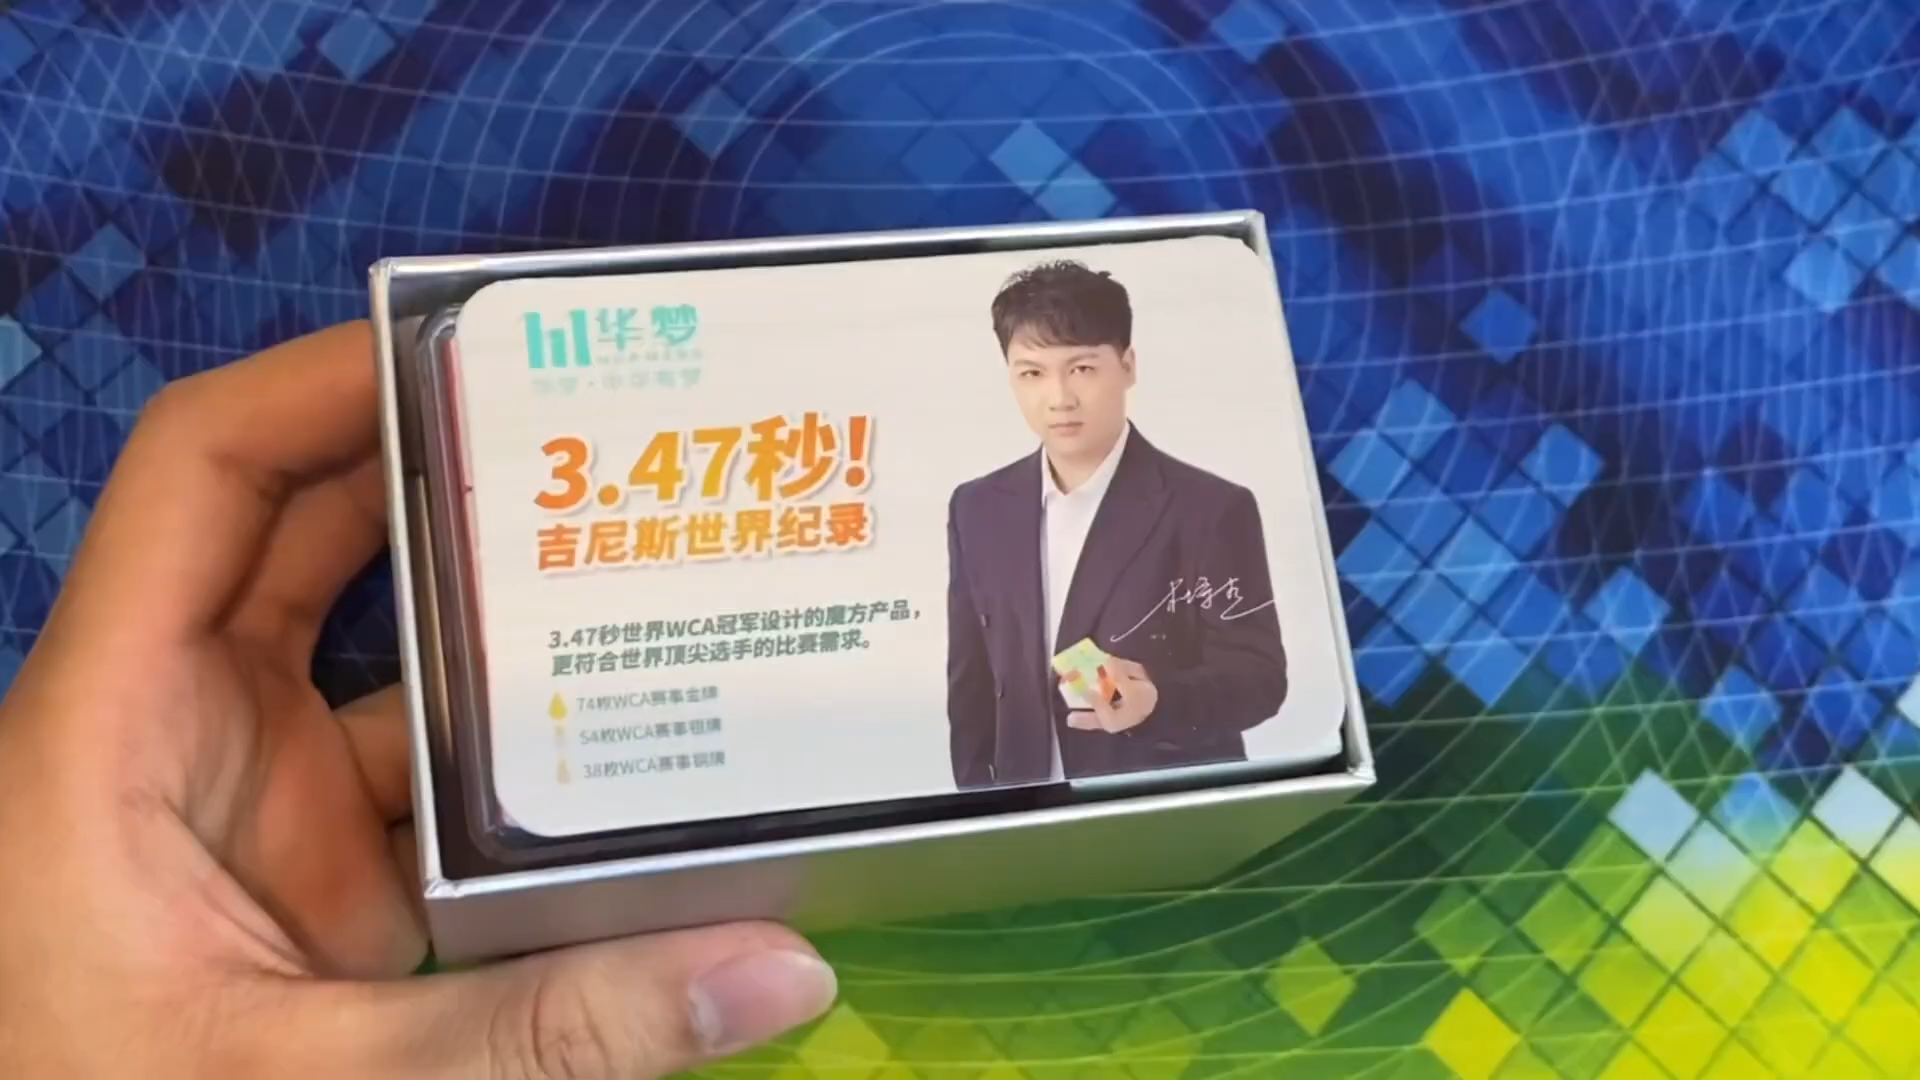 华梦
3.47秒!
吉尼斯世界纪录
3.47秒世界WCA冠军设计的魔方产品，
更符合世界顶尖选手的比赛需求。
74枚WCA赛事金牌
54枚WCA赛事银牌
38枚WCA赛事铜牌